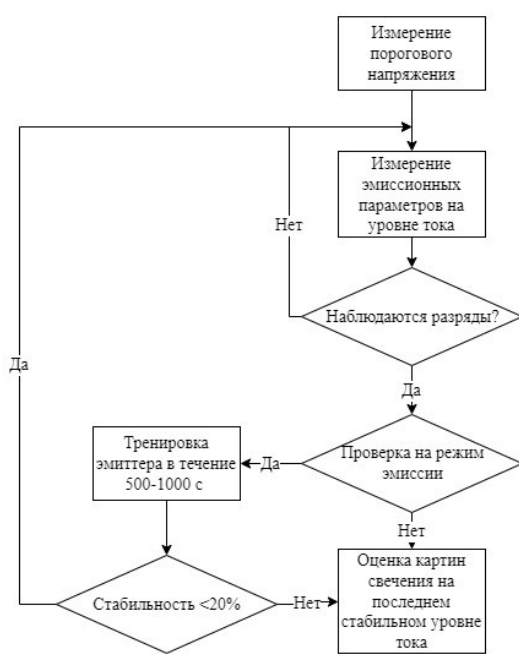 Измерение
порогового
напряжения
Измерение
эмиссионных
параметров на
уровне тока
Нет
Наблюдаются разряды?
Да
Да
Тренировка
эмиттера в течение
500-1000 с
Да
Проверка на режим
эмиссии
Нет
Оценка картин
свечения на
последнем
стабильном уровне
тока
Стабильность <20%
Нет